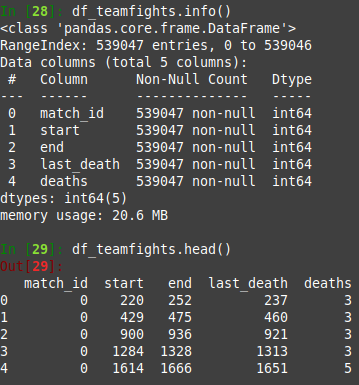 In [28]: df_teamfights.info()
<class 'pandas.core.frame.DataFrame'>
RangeIndex: 539047 entries, 0 to 539046
Data columns (total 5 columns):
 #   Column      Non-Null Count   Dtype
---  ------      --------------   -----
 0   match_id    539047 non-null  int64
 1   start       539047 non-null  int64
 2   end         539047 non-null  int64
 3   last_death  539047 non-null  int64
 4   deaths      539047 non-null  int64
dtypes: int64(5)
memory usage: 20.6 MB
In [29]: df_teamfights.head()
Out[29]:
   match_id  start   end  last_death  deaths
0         0    220   252         237       3
1         0    429   475         460       3
2         0    900   936         921       3
3         0   1284  1328        1313       3
4         0   1614  1666        1651       5